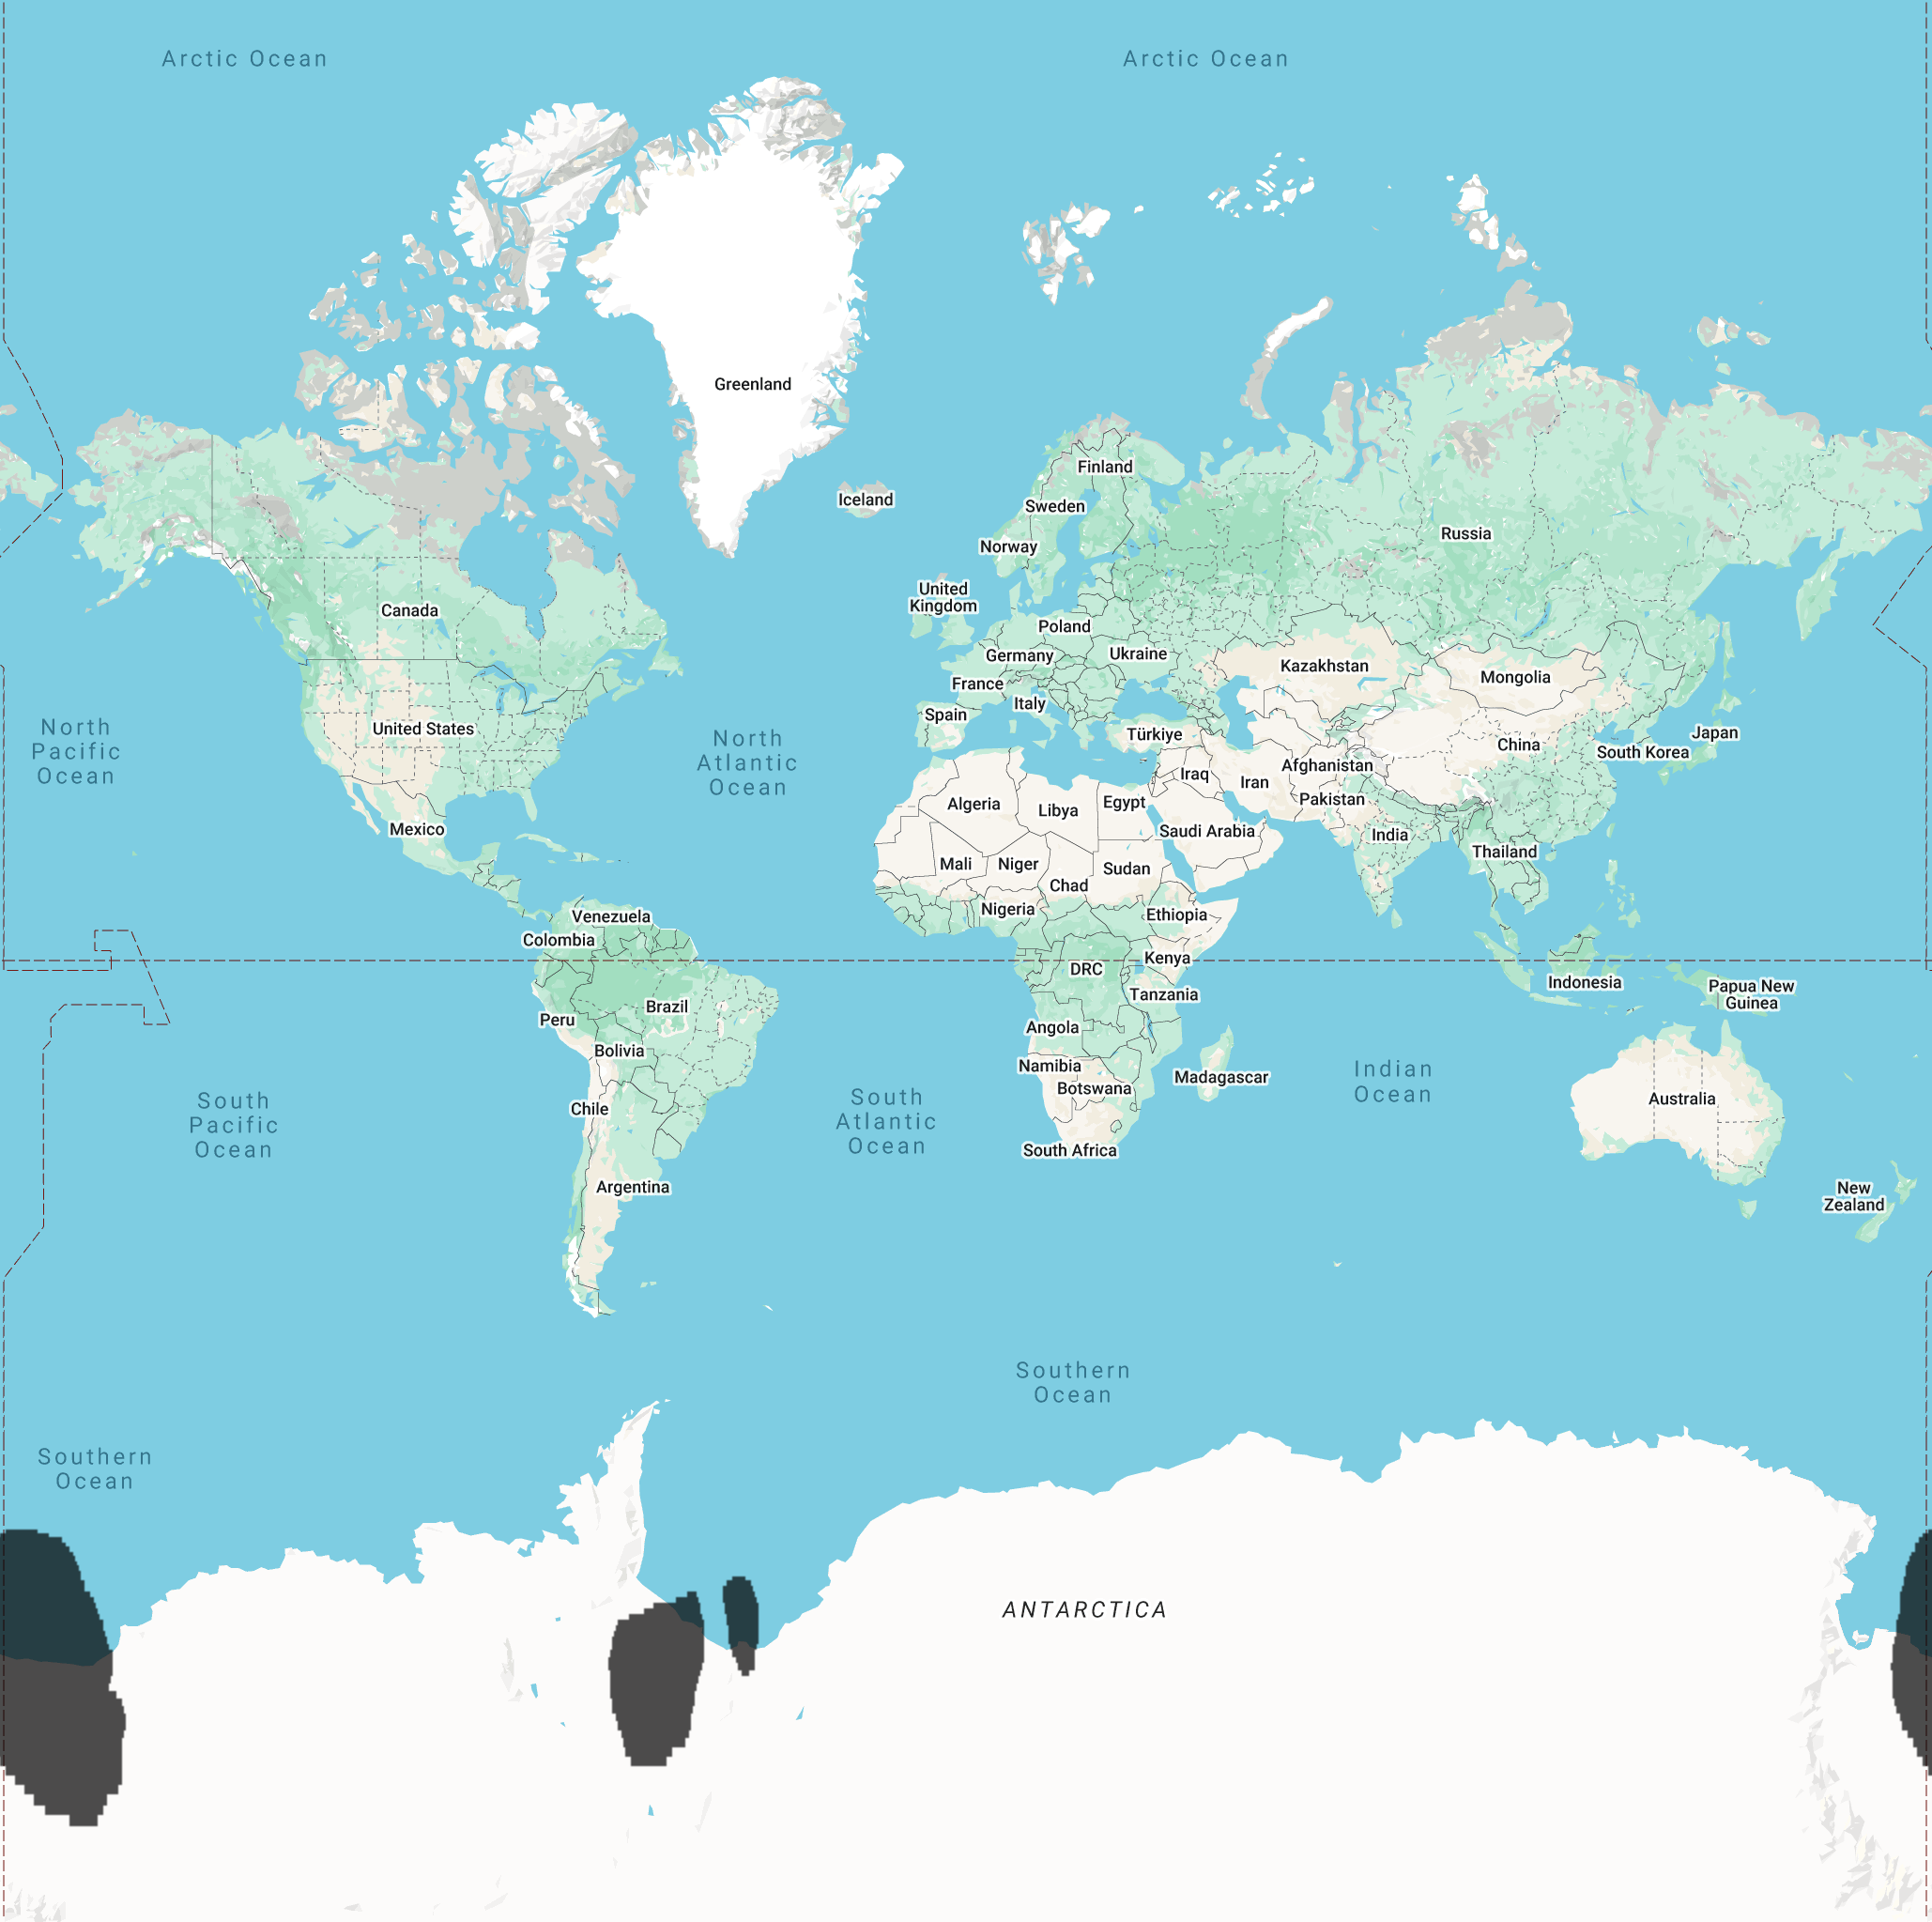 Arctic Ocean
Arctic Ocean
Greenland
Finland
Iceland
Sweden
Russia
Norway
United
Kingdom
Canada
Poland
Ukraine
Germany
Kazakhstan
Mongolia
France
Italy
Spain
North
Pacific
Ocean
United States
North
Atlantic
Ocean
Türkiye
Japan
China
South Korea
Afghanistan
Iraq
Iran
Pakistan
Algeria
Libya
Egypt
Mexico
Saudi Arabia
India
Thailand
Mali
Niger
Sudan
Chad
Nigeria
Ethiopia
Venezuela
Colombia
Kenya
DRC
Indonesia
Papua New
Guinea
Tanzania
Brazil
Peru
Angola
Bolivia
Namibia
Madagascar
Botswana
Indian
Ocean
Australia
South
Pacific
Ocean
Chile
South
Atlantic
Ocean
South Africa
Argentina
New
Zealand
Southern
Ocean
Southern
Ocean
ANTARCTICA